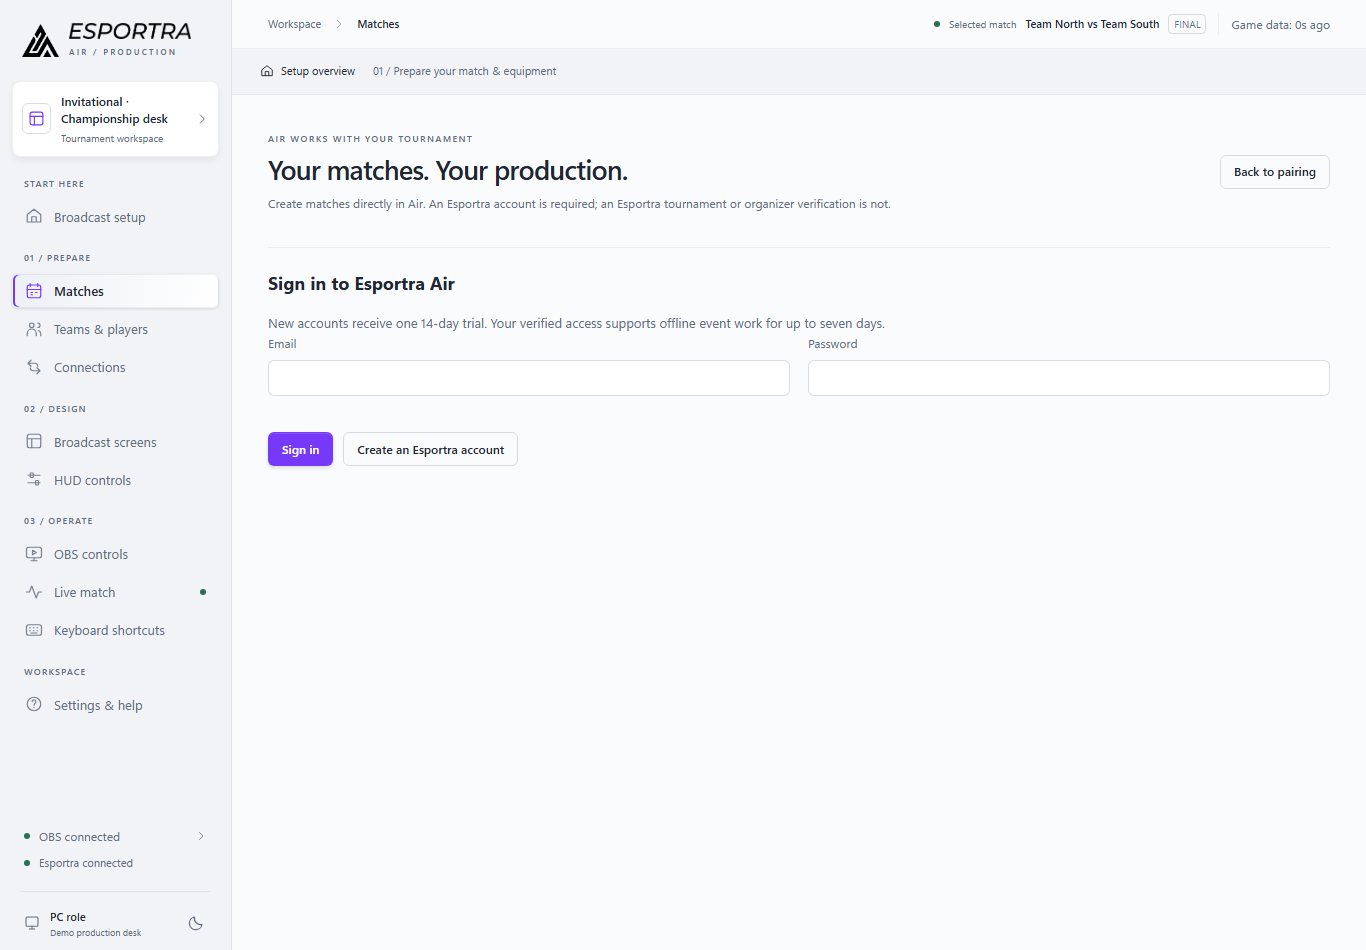 ESPORTRA
AIR / PRODUCTION
Invitational ·
Championship desk
Tournament workspace
START HERE
Broadcast setup
01 / PREPARE
Matches
Teams & players
Connections
02 / DESIGN
Broadcast screens
HUD controls
03 / OPERATE
OBS controls
Live match
Keyboard shortcuts
WORKSPACE
Settings & help
OBS connected
Esportra connected
PC role
Demo production desk
Workspace
Matches
Selected match
Team North vs Team South
FINAL
Game data: 0s ago
Setup overview
01 / Prepare your match & equipment
AIR WORKS WITH YOUR TOURNAMENT
Your matches. Your production.
Back to pairing
Create matches directly in Air. An Esportra account is required; an Esportra tournament or organizer verification is not.
Sign in to Esportra Air
New accounts receive one 14-day trial. Your verified access supports offline event work for up to seven days.
Email
Password
Sign in
Create an Esportra account